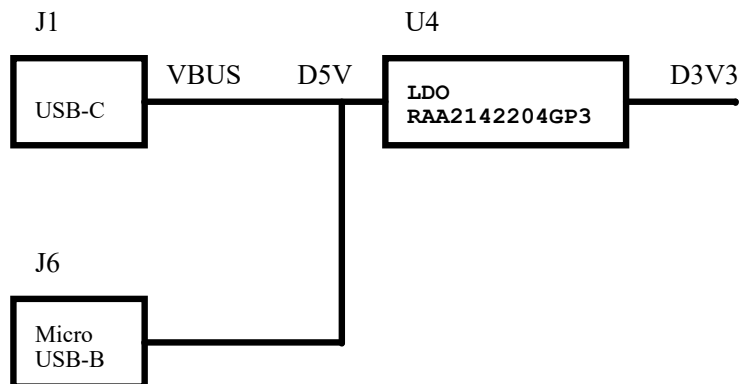 J1
U4
VBUS
D5V
D3V3
USB-C
LDO
RAA2142204GP3
J6
Micro
USB-B